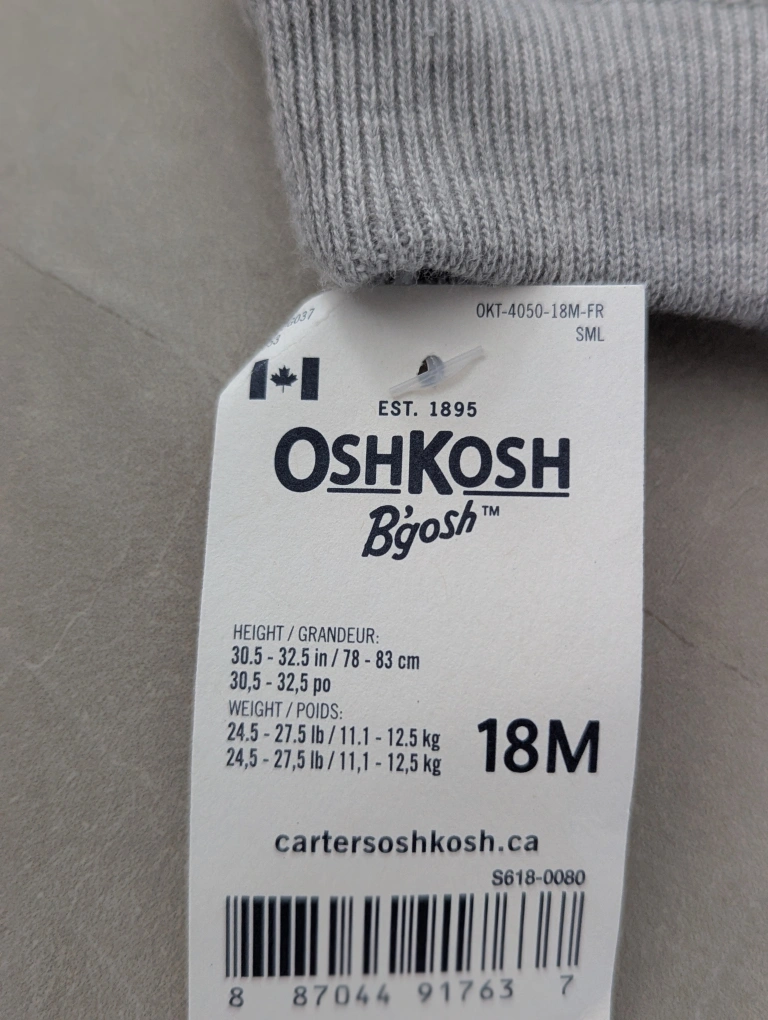 OKT-4050-18M-FR
SML
EST. 1895
OSHKOSH
B'gosh™
HEIGHT / GRANDEUR:
30.5 - 32.5 in / 78 - 83 cm
30,5 - 32,5 po
WEIGHT / POIDS:
24.5 - 27.5 lb / 11.1 - 12.5 kg
24,5 - 27,5 lb / 11,1 - 12,5 kg
18M
cartersoshkosh.ca
S618-0080
8 87044 91763 7